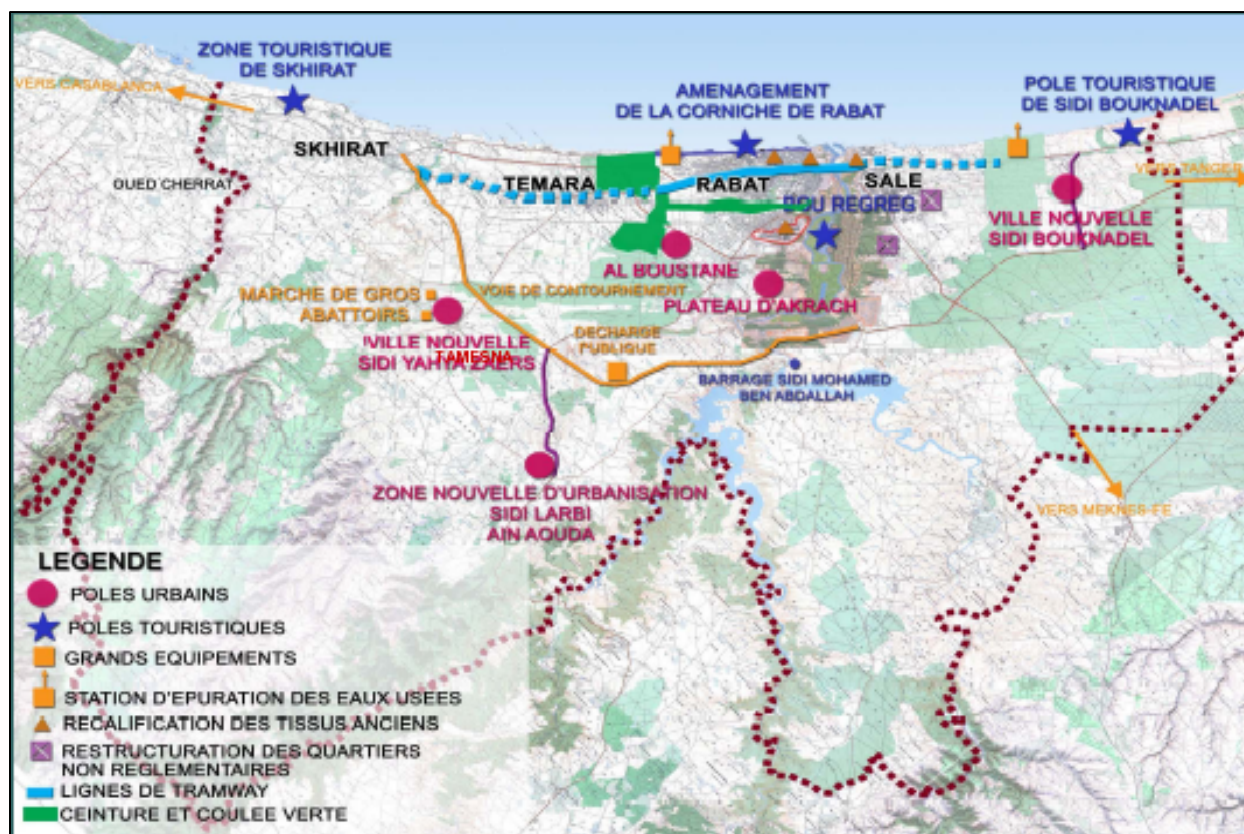 ZONE TOURISTIQUE
DE SKHIRAT
VERS CASABLANCA
AMENAGEMENT
DE LA CORNICHE DE RABAT
POLE TOURISTIQUE
DE SIDI BOUKNADEL
SKHIRAT
OUED CHERRAT
TEMARA
RABAT
SALE
VERS TANGER
BOU REGREG
VILLE NOUVELLE
SIDI BOUKNADEL
AL BOUSTANE
PLATEAU D'AKRACH
VOIE DE CONTOURNEMENT
MARCHE DE GROS
ABATTOIRS
VILLE NOUVELLE
TAMESNA
SIDI YAHYA ZAERS
DECHARGE
PUBLIQUE
BARRAGE SIDI MOHAMED
BEN ABDALLAH
ZONE NOUVELLE D'URBANISATION
SIDI LARBI
AIN AOUDA
VERS MEKNES-FE
LEGENDE
POLES URBAINS
POLES TOURISTIQUES
GRANDS EQUIPEMENTS
STATION D'EPURATION DES EAUX USÉES
RECALIFICATION DES TISSUS ANCIENS
RESTRUCTURATION DES QUARTIERS
NON REGLEMENTAIRES
LIGNES DE TRAMWAY
CEINTURE ET COULEE VERTE